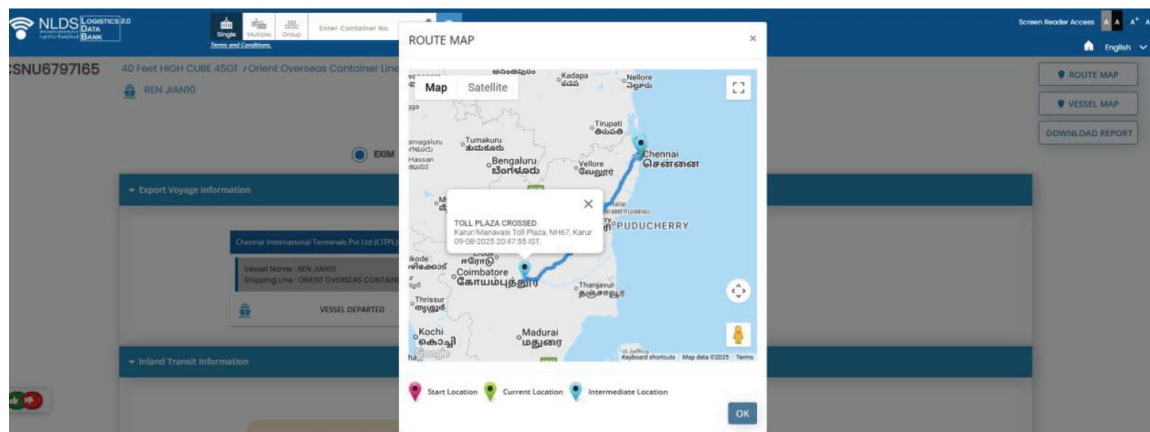 NLDS LOGISTICS 2.0
DATA
BANK
Single
Multiple
Group
Enter Container No.
Terms and Conditions.
Screen Reader Access A A A+ A
English
CSNU6797165
40 Feet HIGH CUBE 45G1
Orient Overseas Container Line
REN JIAN10
EXIM
ROUTE MAP
VESSEL MAP
DOWNLOAD REPORT
Export Voyage Information
Chennai International Terminals Pvt Ltd (CITPL)
Vessel Name : REN JIAN10
Shipping Line : ORIENT OVERSEAS CONTAINE
VESSEL DEPARTED
Inland Transit Information
ROUTE MAP
×
Map
Satellite
Kadapa
Nellore
Tirupati
Tumakuru
Hassan
Bengaluru
Vellore
வேலூர்
Chennai
சென்னை
TOLL PLAZA CROSSED
Karur/Manavasi Toll Plaza, NH67, Karur
09-08-2025 20:47:55 IST.
PUDUCHERRY
ஈரோடு
Coimbatore
கோயம்புத்தூர்
Thanjavur
தஞ்சாவூர்
Thrissur
Kochi
கொச்சி
Madurai
மதுரை
Google
Keyboard shortcuts
Map data ©2025
Terms
Start Location
Current Location
Intermediate Location
OK